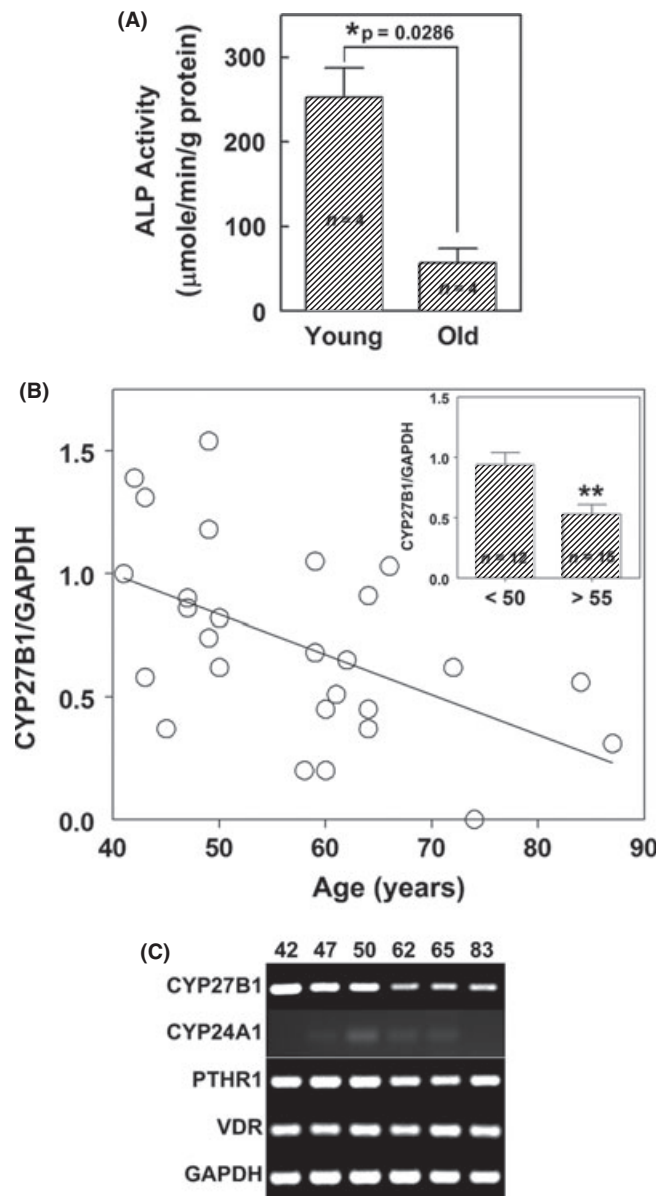 (A)
*p = 0.0286
ALP Activity
(μmole/min/g protein)
300
200
100
0
n = 4
n = 4
Young
Old
(B)
CYP27B1/GAPDH
1.5
1.0
0.5
0.0
40
50
60
70
80
90
Age (years)
CYP27B1/GAPDH
1.5
1.0
0.5
0.0
**
n = 12
n = 15
< 50
> 55
(C)
42 47 50 62 65 83
CYP27B1
CYP24A1
PTHR1
VDR
GAPDH